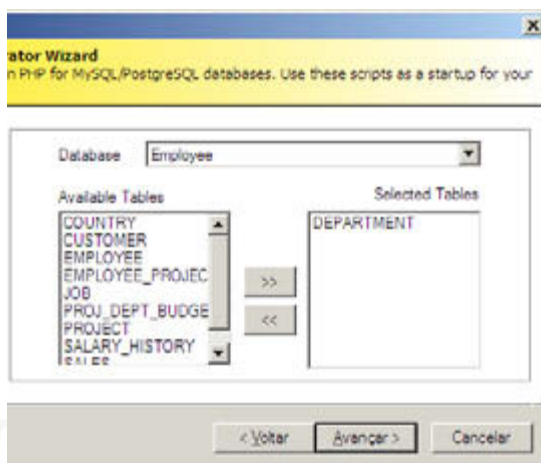 ator Wizard
n PHP for MySQL/PostgreSQL databases. Use these scripts as a startup for your
Database Employee
Available Tables
Selected Tables
COUNTRY
CUSTOMER
EMPLOYEE
EMPLOYEE_PROJEC
JOB
PROJ_DEPT_BUDGE
PROJECT
SALARY_HISTORY
SALES
DEPARTMENT
>>
<<
< Voltar Avançar > Cancelar